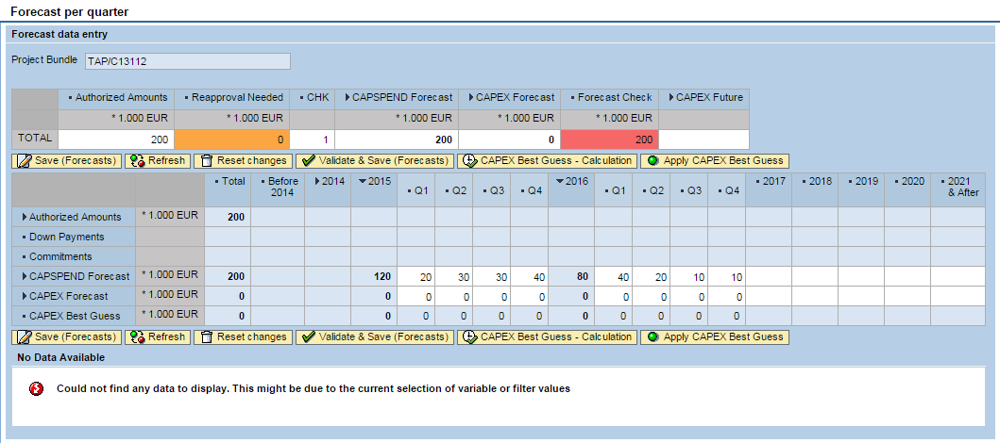 Forecast per quarter
Forecast data entry
Project Bundle TAP/C13112
Authorized Amounts Reapproval Needed CHK CAPSPEND Forecast CAPEX Forecast Forecast Check CAPEX Future
* 1.000 EUR * 1.000 EUR * 1.000 EUR * 1.000 EUR * 1.000 EUR
TOTAL 200 0 1 200 0 200
Save (Forecasts) Refresh Reset changes Validate & Save (Forecasts) CAPEX Best Guess - Calculation Apply CAPEX Best Guess
Total Before 2014 2014 2015 Q1 Q2 Q3 Q4 2016 Q1 Q2 Q3 Q4 2017 2018 2019 2020 2021 & After
Authorized Amounts * 1.000 EUR 200
Down Payments
Commitments
CAPSPEND Forecast * 1.000 EUR 200 120 20 30 30 40 80 40 20 10 10
CAPEX Forecast * 1.000 EUR 0 0 0 0 0 0 0 0 0 0 0
CAPEX Best Guess * 1.000 EUR 0 0 0 0 0 0 0 0 0 0 0
Save (Forecasts) Refresh Reset changes Validate & Save (Forecasts) CAPEX Best Guess - Calculation Apply CAPEX Best Guess
No Data Available
Could not find any data to display. This might be due to the current selection of variable or filter values